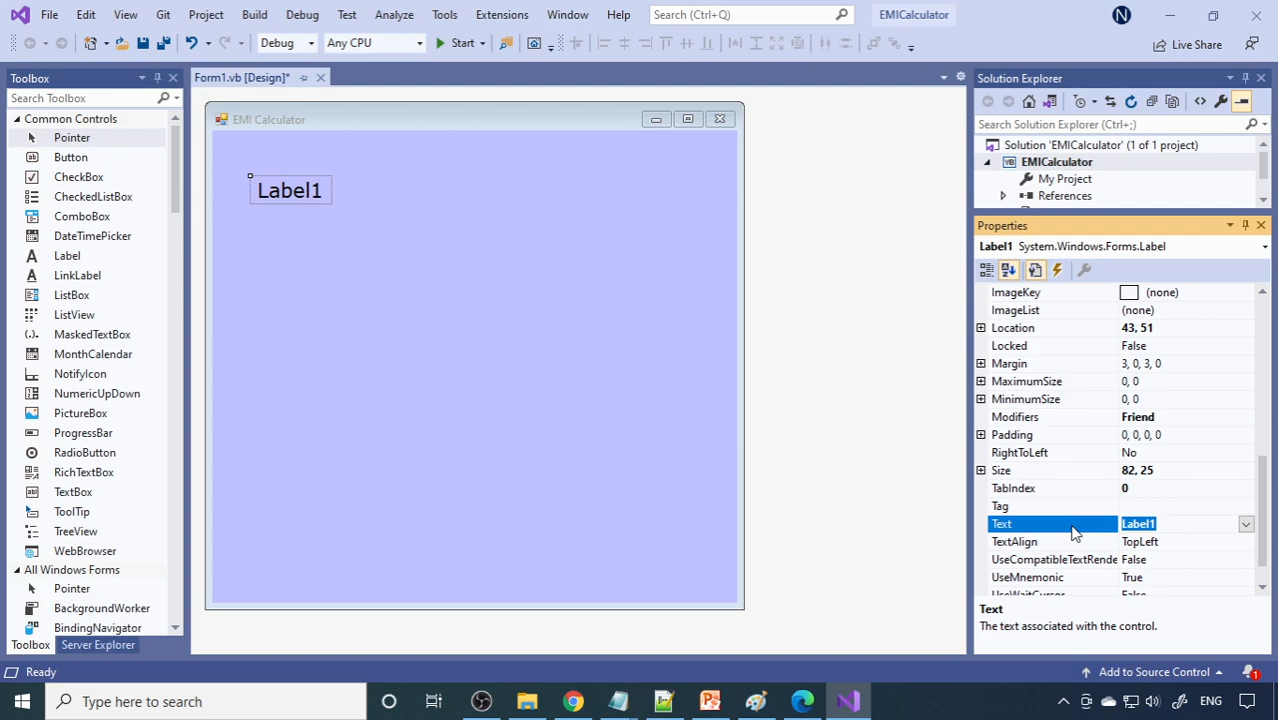 File Edit View Git Project Build Debug Test Analyze Tools Extensions Window Help Search (Ctrl+Q) EMICalculator N
Debug Any CPU Start Live Share
Toolbox
Search Toolbox
Common Controls
Pointer
Button
CheckBox
CheckedListBox
ComboBox
DateTimePicker
Label
LinkLabel
ListBox
ListView
MaskedTextBox
MonthCalendar
NotifyIcon
NumericUpDown
PictureBox
ProgressBar
RadioButton
RichTextBox
TextBox
ToolTip
TreeView
WebBrowser
All Windows Forms
Pointer
BackgroundWorker
BindingNavigator
Toolbox Server Explorer
Form1.vb [Design]*
EMI Calculator
Label1
Solution Explorer
Search Solution Explorer (Ctrl+;)
Solution 'EMICalculator' (1 of 1 project)
VB EMICalculator
My Project
References
Properties
Label1 System.Windows.Forms.Label
ImageKey (none)
ImageList (none)
Location 43, 51
Locked False
Margin 3, 0, 3, 0
MaximumSize 0, 0
MinimumSize 0, 0
Modifiers Friend
Padding 0, 0, 0, 0
RightToLeft No
Size 82, 25
TabIndex 0
Tag
Text Label1
TextAlign TopLeft
UseCompatibleTextRende False
UseMnemonic True
UseWaitCursor False
Text
The text associated with the control.
Ready Add to Source Control 1
Type here to search ENG